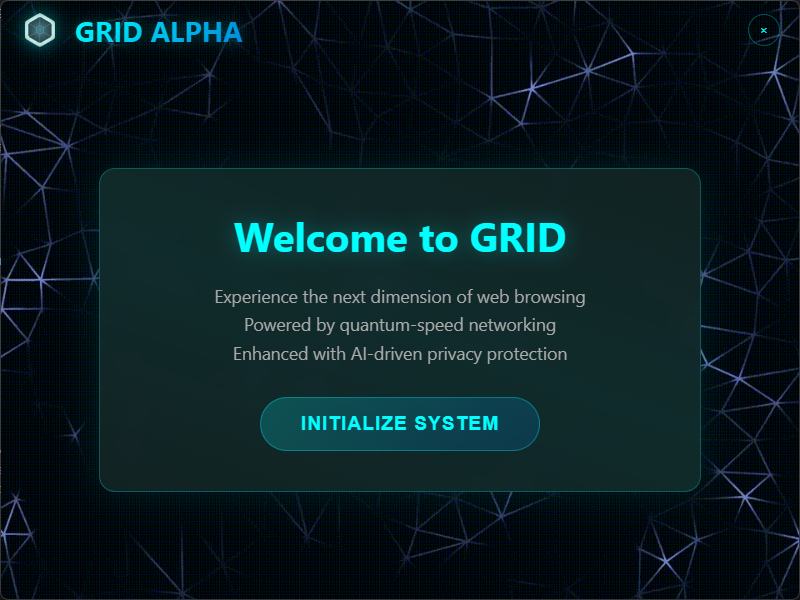 GRID ALPHA
×
Welcome to GRID
Experience the next dimension of web browsing
Powered by quantum-speed networking
Enhanced with AI-driven privacy protection
INITIALIZE SYSTEM